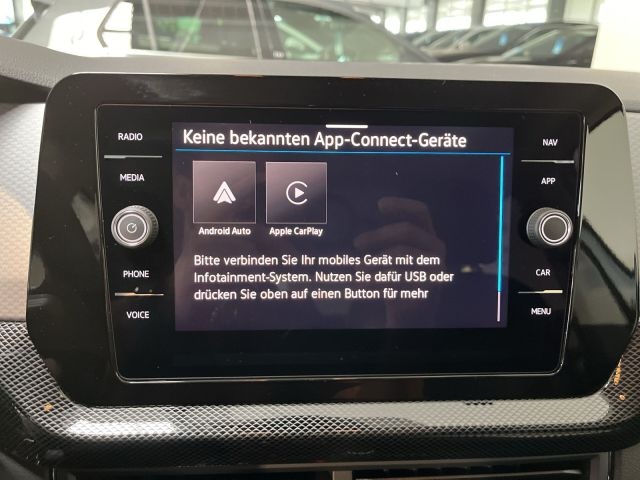 RADIO
MEDIA
PHONE
VOICE
Keine bekannten App-Connect-Geräte
Android Auto
Apple CarPlay
Bitte verbinden Sie Ihr mobiles Gerät mit dem
Infotainment-System. Nutzen Sie dafür USB oder
drücken Sie oben auf einen Button für mehr
NAV
APP
CAR
MENU